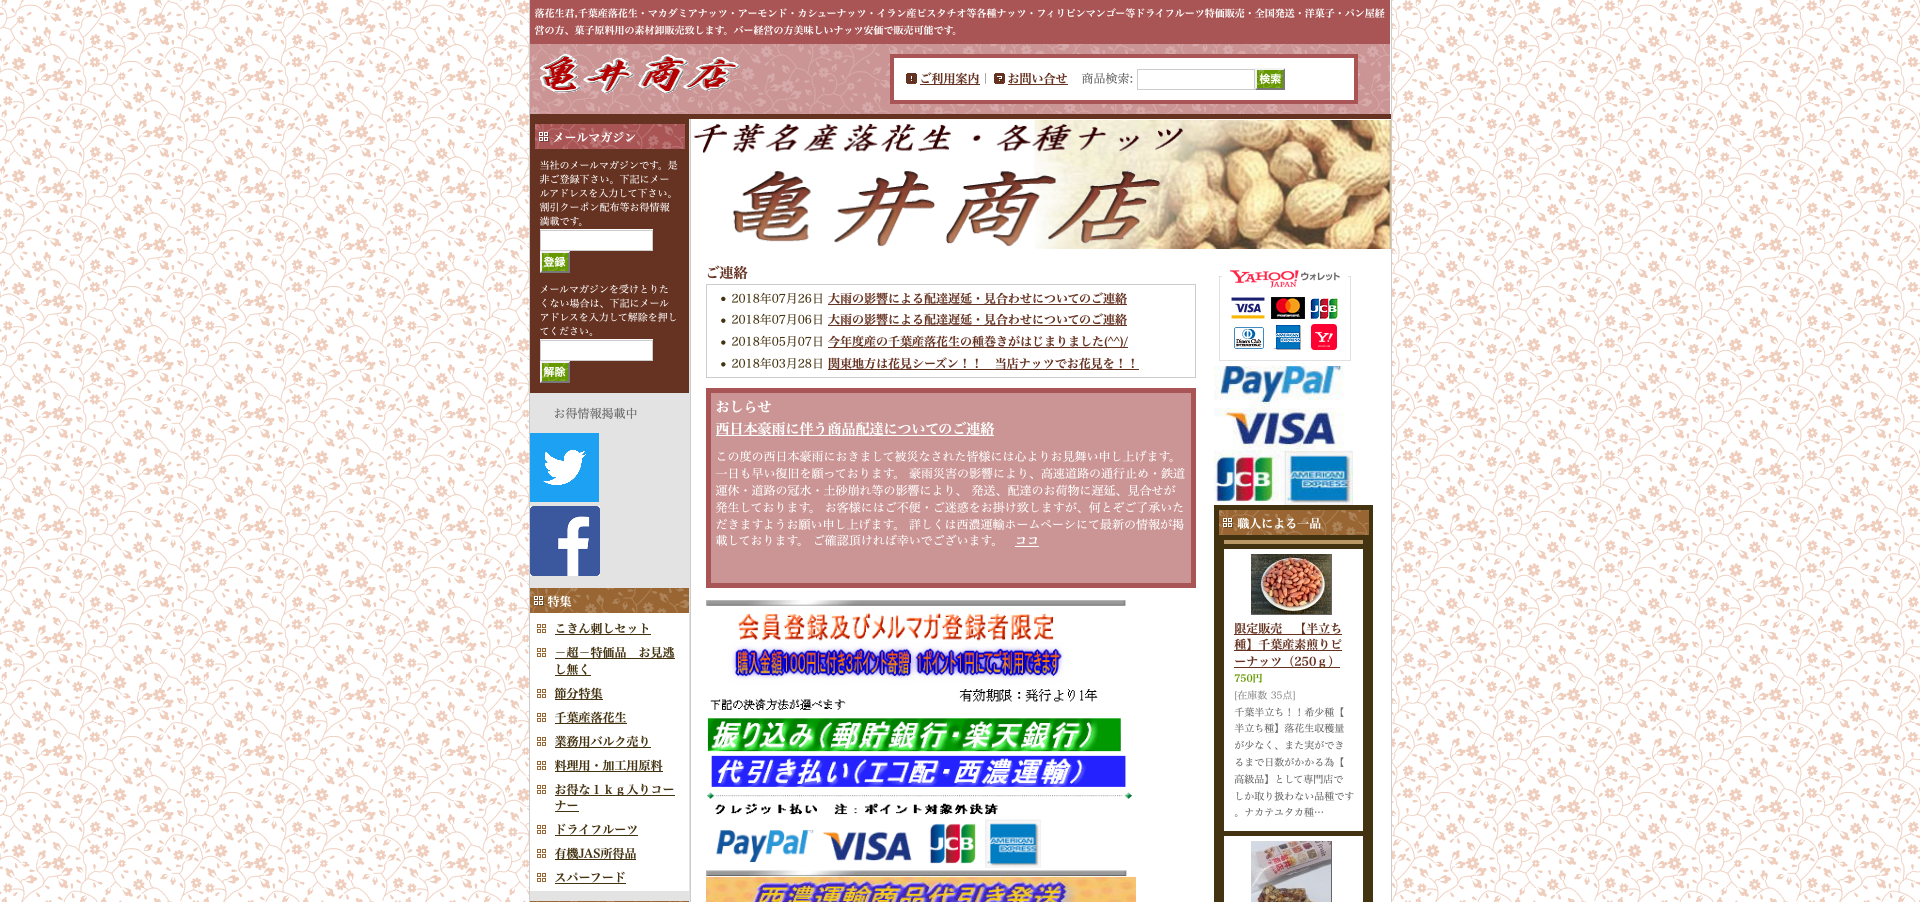 落花生君,千葉産落花生・マカダミアナッツ・アーモンド・カシューナッツ・イラン産ピスタチオ等各種ナッツ・フィリピンマンゴー等ドライフルーツ特価販売・全国発送・洋菓子・パン屋経
営の方、菓子原料用の素材卸販売致します。バー経営の方美味しいナッツ安価で販売可能です。
亀井商店
ご利用案内 | お問い合せ 商品検索: 検索
メールマガジン
当社のメールマガジンです。是
非ご登録下さい。下記にメー
ルアドレスを入力して下さい。
割引クーポン配布等お得情報
満載です。
登録
メールマガジンを受けとりた
くない場合は、下記にメール
アドレスを入力して解除を押し
てください。
解除
お得情報掲載中
特集
こきん刺しセット
－超－特価品　お見逃
し無く
節分特集
千葉産落花生
業務用バルク売り
料理用・加工用原料
お得な１ｋｇ入りコー
ナー
ドライフルーツ
有機JAS所得品
スパーフード
千葉名産落花生・各種ナッツ
亀井商店
ご連絡
2018年07月26日 大雨の影響による配達遅延・見合わせについてのご連絡
2018年07月06日 大雨の影響による配達遅延・見合わせについてのご連絡
2018年05月07日 今年度産の千葉産落花生の種巻きがはじまりました(^^)/
2018年03月28日 関東地方は花見シーズン！！　当店ナッツでお花見を！！
おしらせ
西日本豪雨に伴う商品配達についてのご連絡
この度の西日本豪雨におきまして被災なされた皆様には心よりお見舞い申し上げます。
一日も早い復旧を願っております。 豪雨災害の影響により、高速道路の通行止め・鉄道
運休・道路の冠水・土砂崩れ等の影響により、 発送、配達のお荷物に遅延、見合せが
発生しております。 お客様にはご不便・ご迷惑をお掛け致しますが、何とぞご了承いた
だきますようお願い申し上げます。 詳しくは西濃運輸ホームページにて最新の情報が掲
載しております。 ご確認頂ければ幸いでございます。　ココ
会員登録及びメルマガ登録者限定
購入金額100円に付き3ポイント寄贈 1ポイント1円にてご利用できます
有効期限：発行より1年
下記の決済方法が選べます
振り込み（郵貯銀行・楽天銀行）
代引き払い（エコ配・西濃運輸）
クレジット払い　注：ポイント対象外決済
PayPal VISA JCB AMERICAN EXPRESS
西濃運輸商品代引き発送
YAHOO! JAPAN ウォレット
VISA MasterCard JCB
Diners Club INTERNATIONAL AMERICAN EXPRESS Y!
PayPal
VISA
JCB AMERICAN EXPRESS
職人による一品
限定販売　【半立ち
種】千葉産素煎りピ
ーナッツ（250ｇ）
750円
[在庫数 35点]
千葉半立ち！！希少種【
半立ち種】落花生収穫量
が少なく、また実ができ
るまで日数がかかる為【
高級品】として専門店で
しか取り扱わない品種です
。ナカテユタカ種…